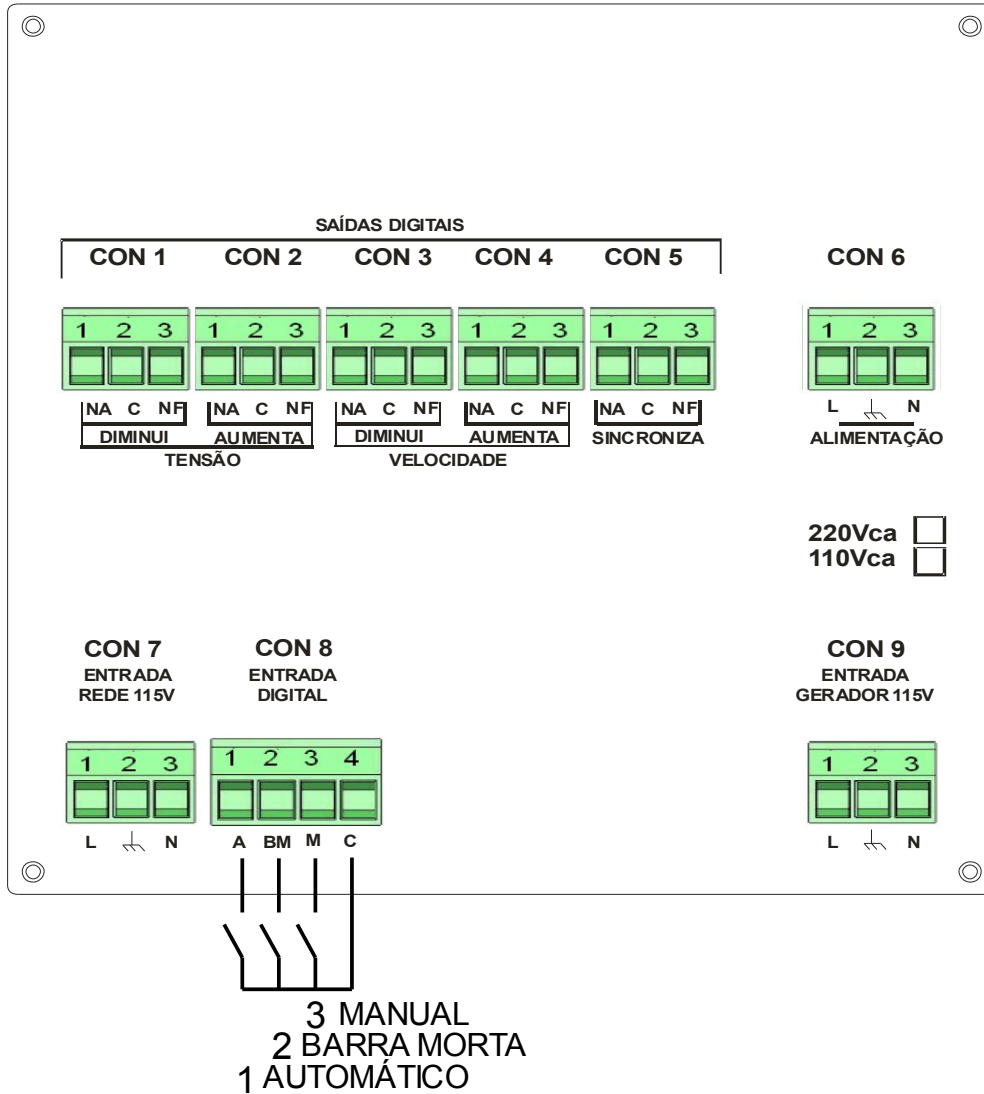 SAÍDAS DIGITAIS
CON 1 CON 2 CON 3 CON 4 CON 5 CON 6
1 2 3 1 2 3 1 2 3 1 2 3 1 2 3 1 2 3
NA C NF NA C NF NA C NF NA C NF NA C NF L N
DIMINUI AUMENTA DIMINUI AUMENTA SINCRONIZA ALIMENTAÇÃO
TENSÃO VELOCIDADE
220Vca
110Vca
CON 7 CON 8 CON 9
ENTRADA ENTRADA ENTRADA
REDE 115V DIGITAL GERADOR 115V
1 2 3 1 2 3 4 1 2 3
L N A BM M C L N
3 MANUAL
2 BARRA MORTA
1 AUTOMÁTICO